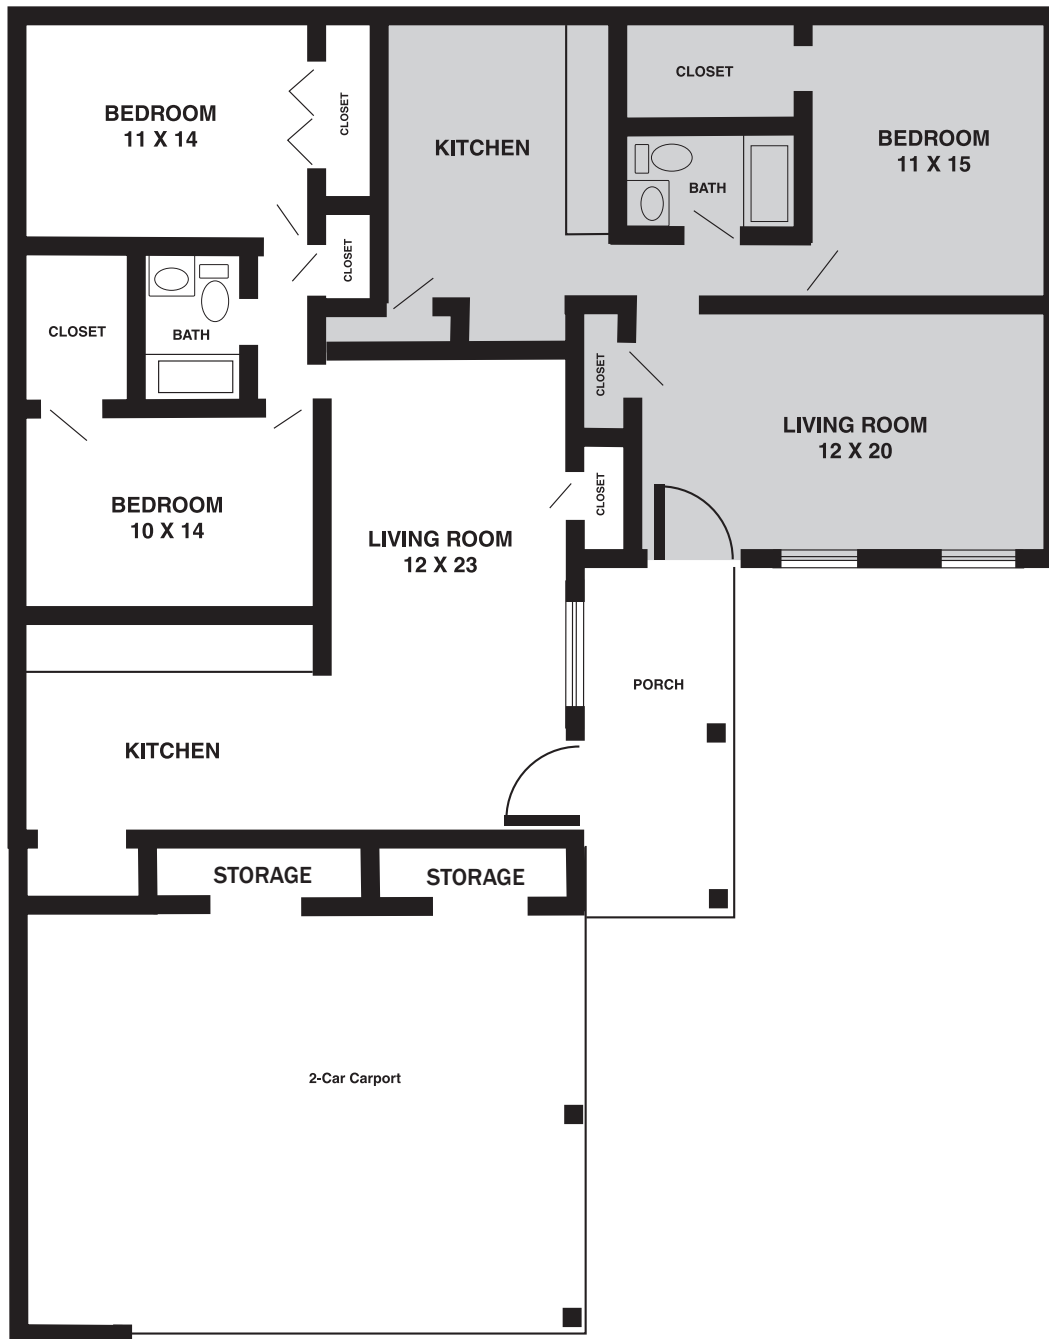 BEDROOM
11 X 14
CLOSET
KITCHEN
CLOSET
BEDROOM
11 X 15
BATH
CLOSET
CLOSET
BATH
CLOSET
LIVING ROOM
12 X 20
CLOSET
BEDROOM
10 X 14
LIVING ROOM
12 X 23
PORCH
KITCHEN
STORAGE
STORAGE
2-Car Carport